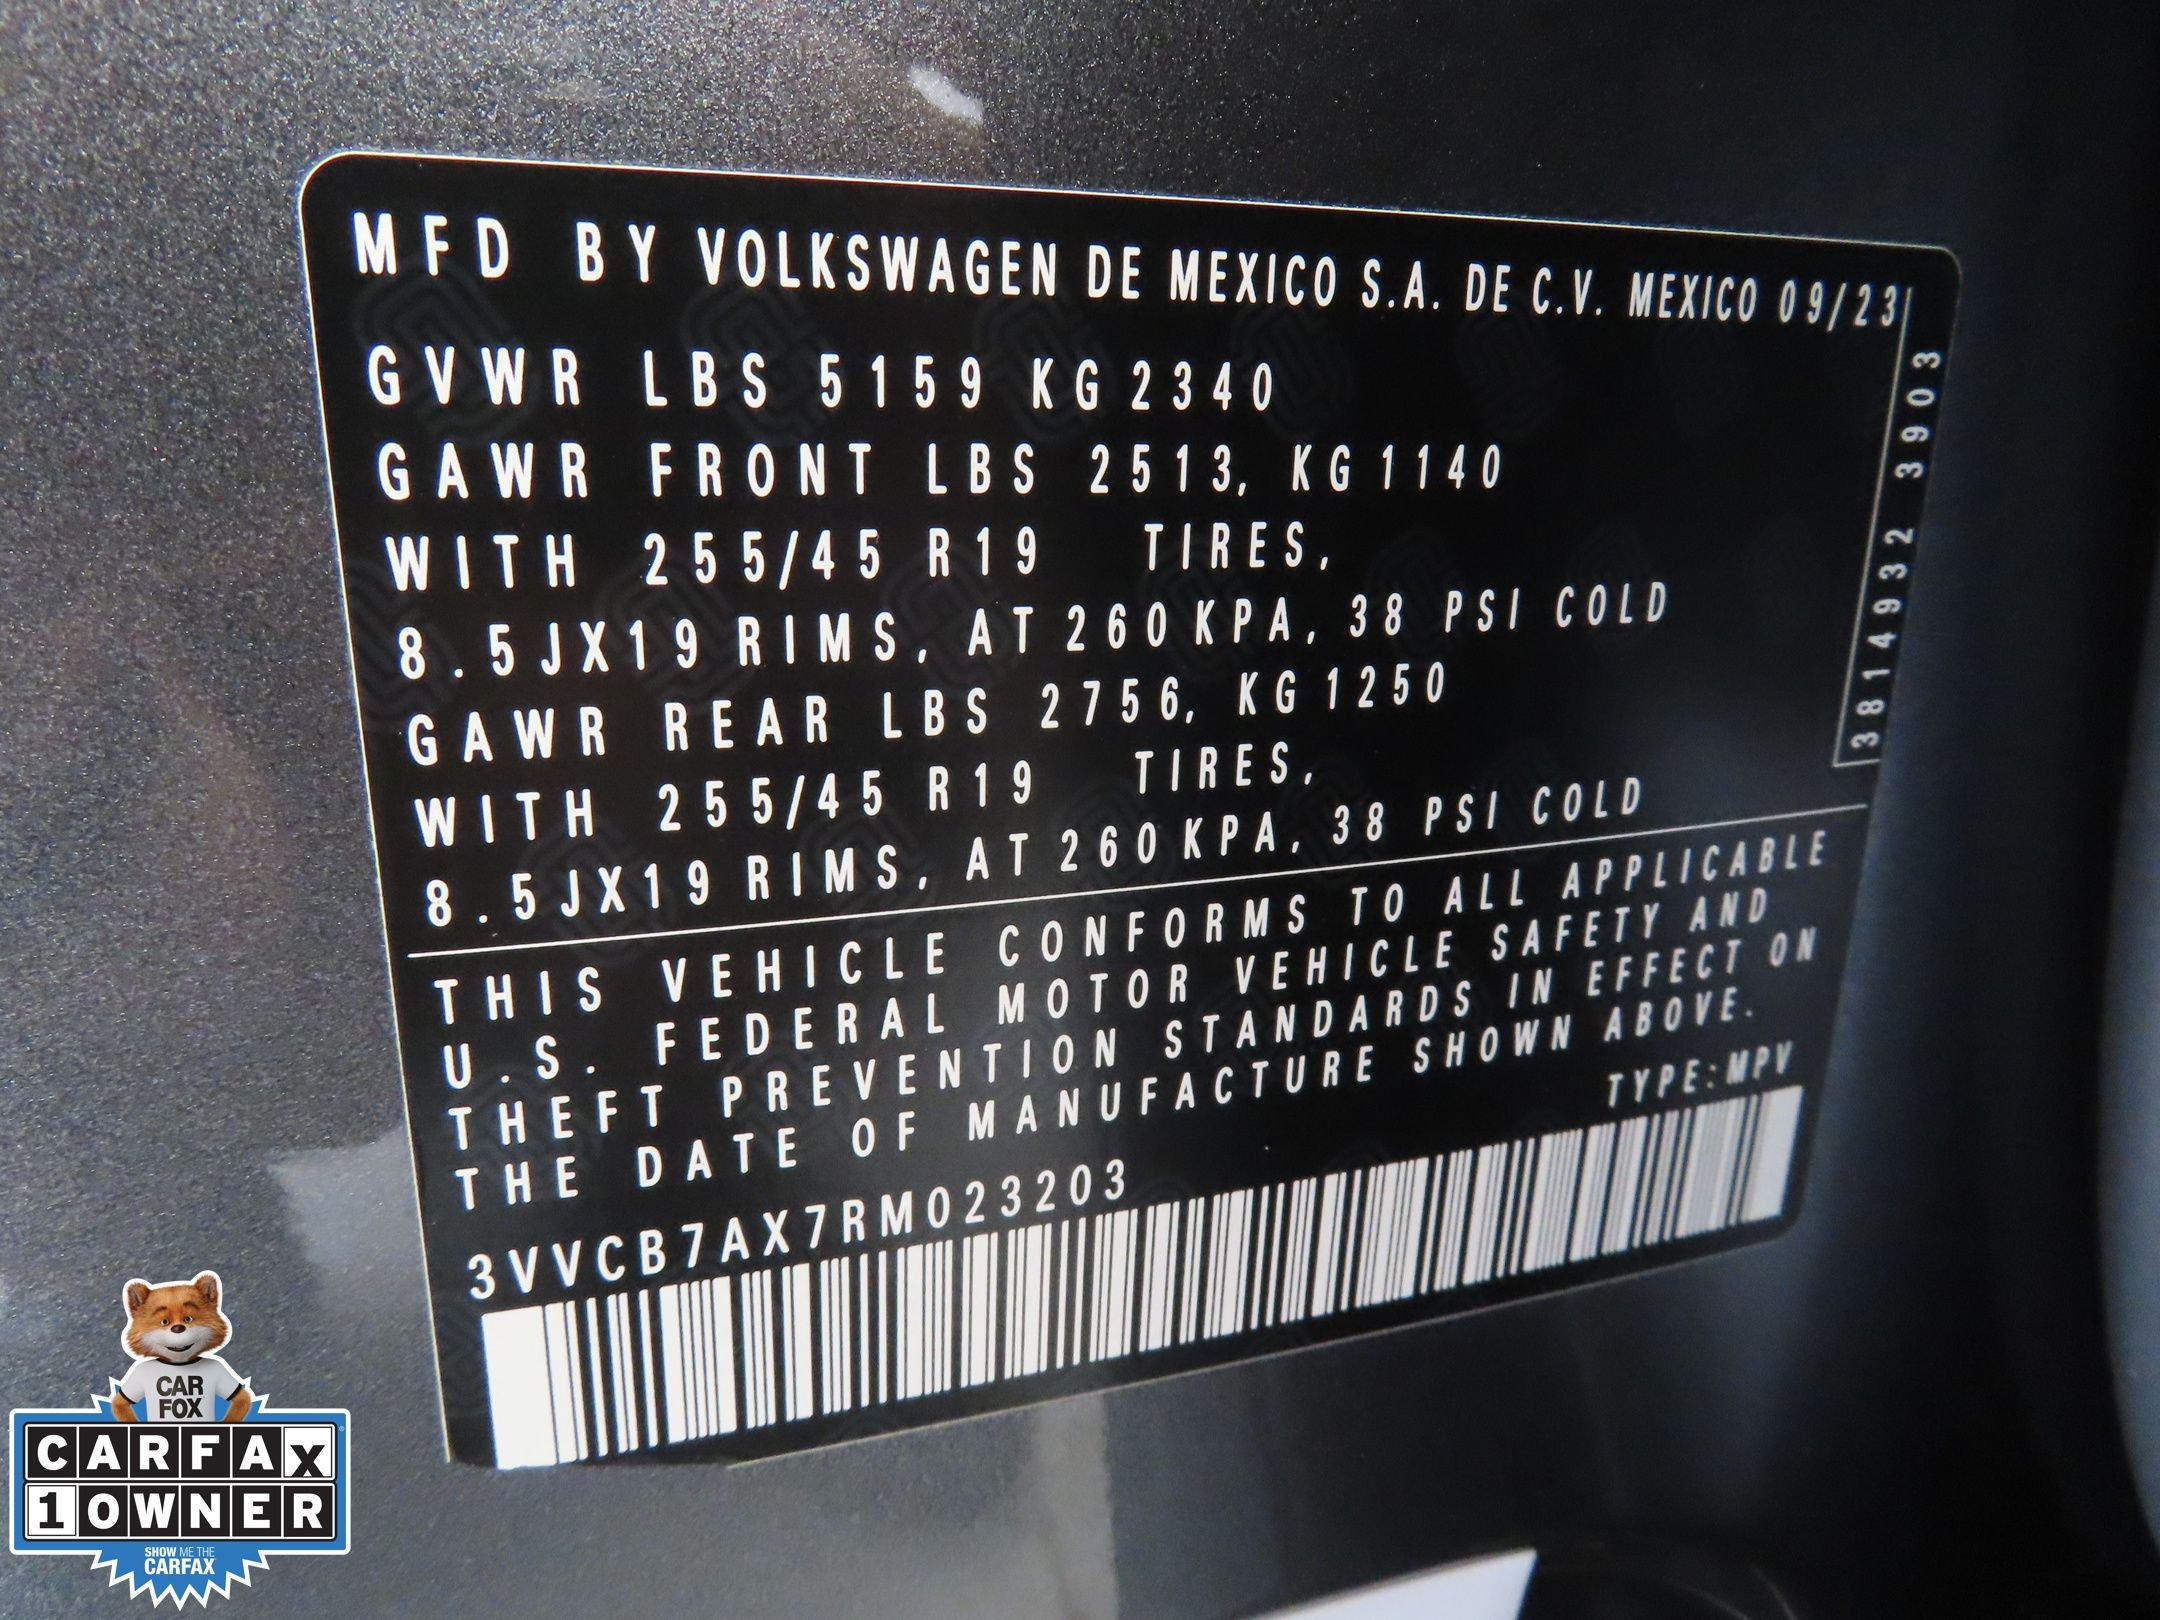 MFD BY VOLKSWAGEN DE MEXICO S.A. DE C.V. MEXICO 09/23
GVWR LBS 5159 KG 2340
GAWR FRONT LBS 2513, KG 1140
WITH 255/45 R19 TIRES,
8.5JX19 RIMS, AT 260 KPA, 38 PSI COLD
GAWR REAR LBS 2756, KG 1250
WITH 255/45 R19 TIRES,
8.5JX19 RIMS, AT 260 KPA, 38 PSI COLD
3814932 3903
THIS VEHICLE CONFORMS TO ALL APPLICABLE
U.S. FEDERAL MOTOR VEHICLE SAFETY AND
THEFT PREVENTION STANDARDS IN EFFECT ON
THE DATE OF MANUFACTURE SHOWN ABOVE.
TYPE:MPV
3VVCB7AX7RM023203
CAR
FOX
CARFAX
1 OWNER
SHOW ME THE
CARFAX